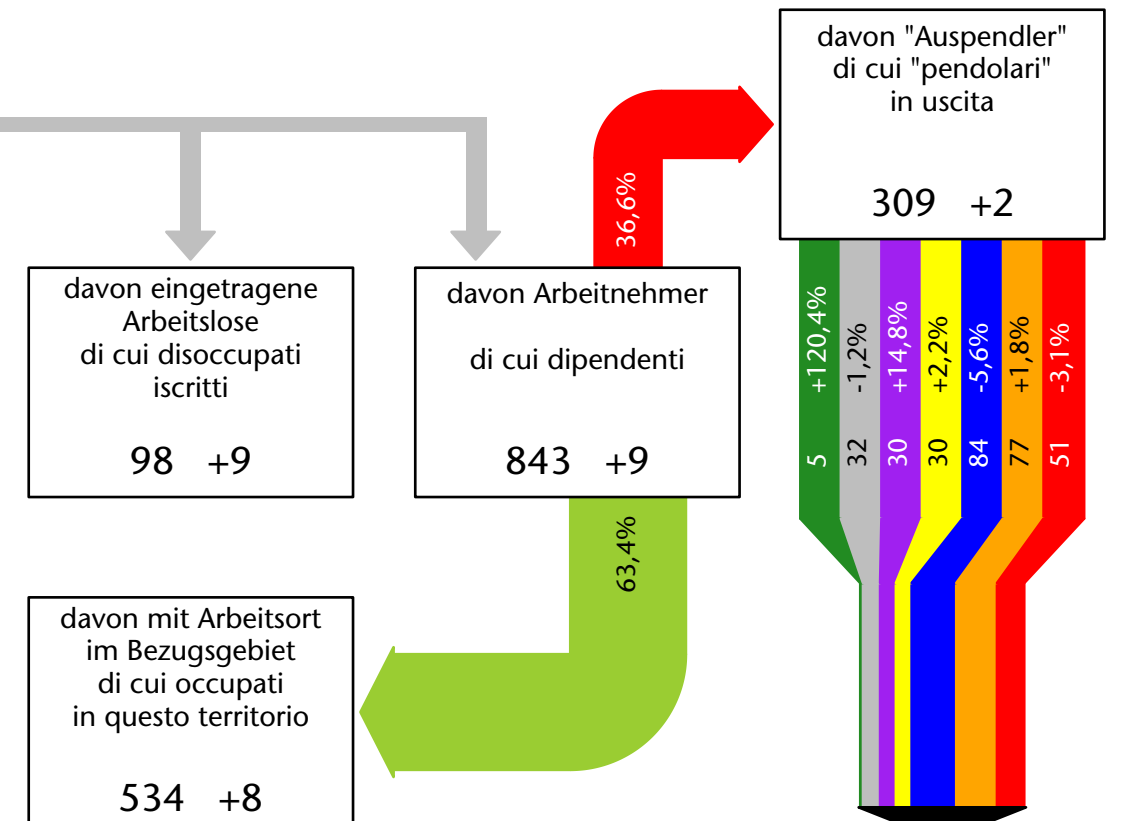 davon "Auspendler"
di cui "pendolari"
in uscita
309 +2
36,6%
davon eingetragene
Arbeitslose
di cui disoccupati
iscritti
98 +9
davon Arbeitnehmer
di cui dipendenti
843 +9
5 +120,4%
32 -1,2%
30 +14,8%
30 +2,2%
84 -5,6%
77 +1,8%
51 -3,1%
63,4%
davon mit Arbeitsort
im Bezugsgebiet
di cui occupati
in questo territorio
534 +8